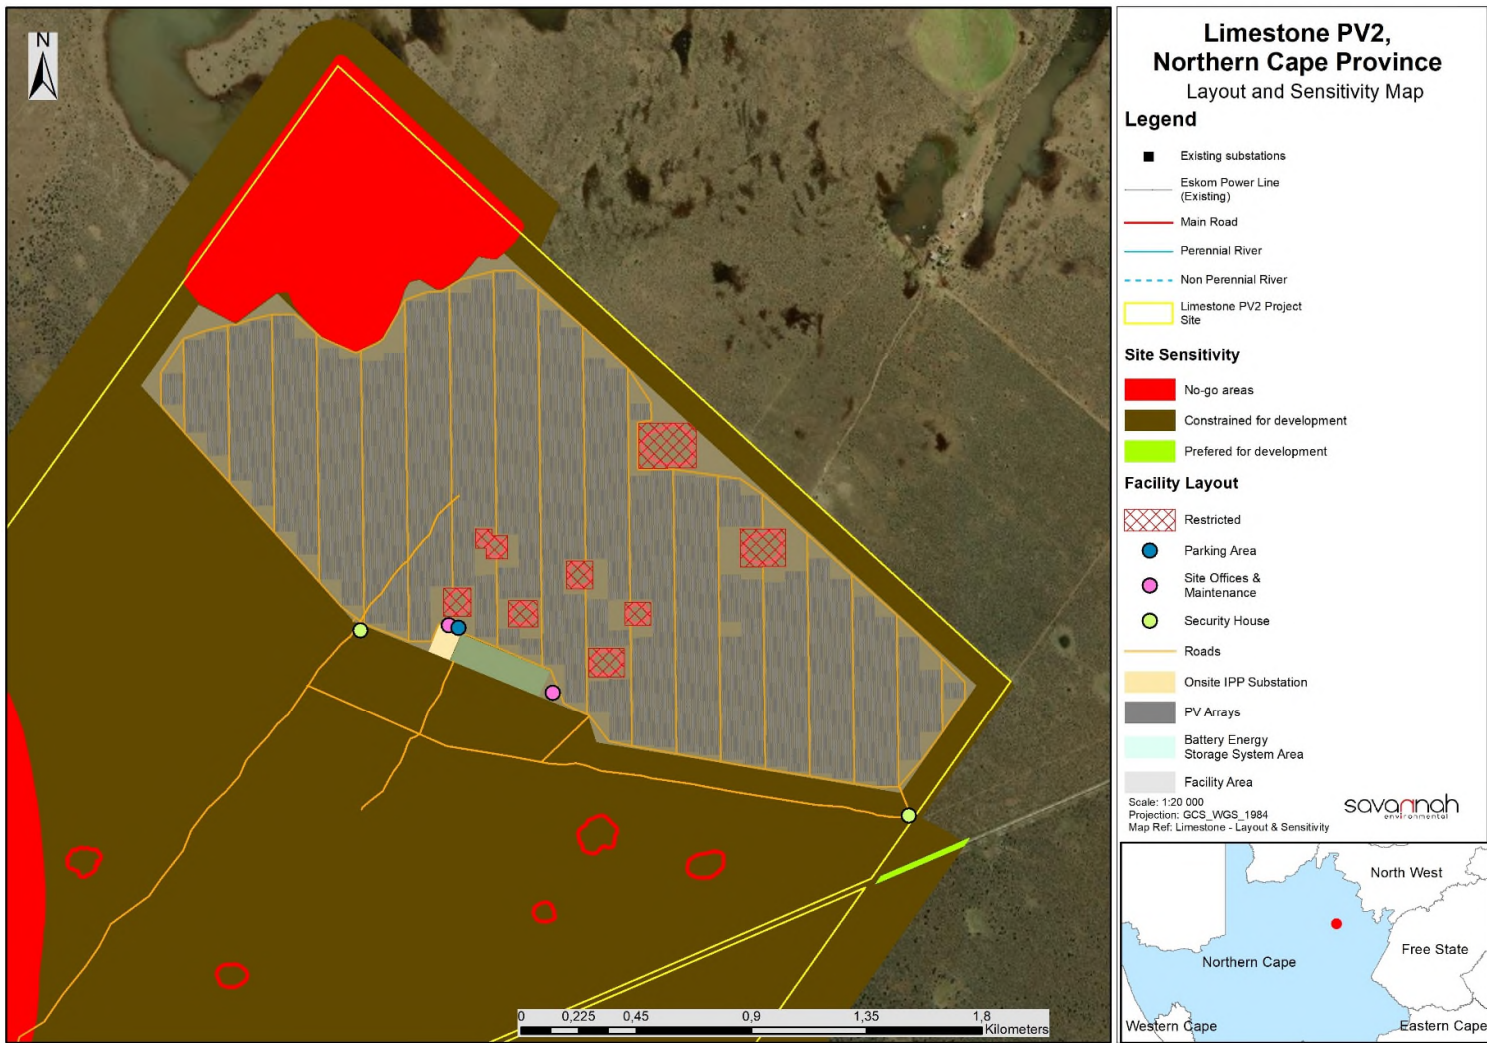 N
Limestone PV2,
Northern Cape Province
Layout and Sensitivity Map
Legend
Existing substations
Eskom Power Line
(Existing)
Main Road
Perennial River
Non Perennial River
Limestone PV2 Project
Site
Site Sensitivity
No-go areas
Constrained for development
Prefered for development
Facility Layout
Restricted
Parking Area
Site Offices &
Maintenance
Security House
Roads
Onsite IPP Substation
PV Arrays
Battery Energy
Storage System Area
Facility Area
Scale: 1:20 000
Projection: GCS_WGS_1984
Map Ref: Limestone - Layout & Sensitivity
savannah
environmental
North West
Free State
Northern Cape
Western Cape
Eastern Cape
0 0,225 0,45 0,9 1,35 1,8
Kilometers